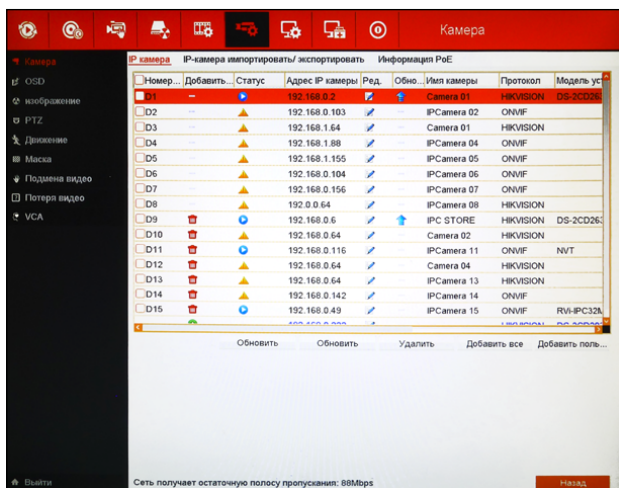 Камера
Камера
OSD
изображение
PTZ
Движение
Маска
Подмена видео
Потеря видео
VCA
Выйти
IP камера IP-камера импортировать/ экспортировать Информация PoE
Номер... Добавить... Статус Адрес IP камеры Ред. Обно... Имя камеры Протокол Модель уст
D1 192.168.0.2 Camera 01 HIKVISION DS-2CD263
D2 192.168.0.103 IPCamera 02 ONVIF
D3 192.168.1.64 Camera 01 HIKVISION
D4 192.168.1.88 IPCamera 04 ONVIF
D5 192.168.1.155 IPCamera 05 ONVIF
D6 192.168.0.104 IPCamera 06 ONVIF
D7 192.168.0.156 IPCamera 07 ONVIF
D8 192.0.0.64 IPCamera 08 HIKVISION
D9 192.168.0.6 IPC STORE HIKVISION DS-2CD263
D10 192.168.0.64 Camera 02 HIKVISION
D11 192.168.0.116 IPCamera 11 ONVIF NVT
D12 192.168.0.64 Camera 04 HIKVISION
D13 192.168.0.64 IPCamera 13 HIKVISION
D14 192.168.0.142 IPCamera 14 ONVIF
D15 192.168.0.49 IPCamera 15 ONVIF RVi-IPC32M
Обновить Обновить Удалить Добавить все Добавить поль...
Сеть получает остаточную полосу пропускания: 88Mbps
Назад